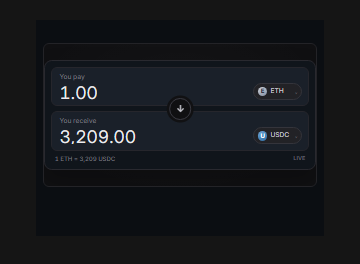 You pay
1.00
E ETH
You receive
3,209.00
U USDC
1 ETH = 3,209 USDC
LIVE